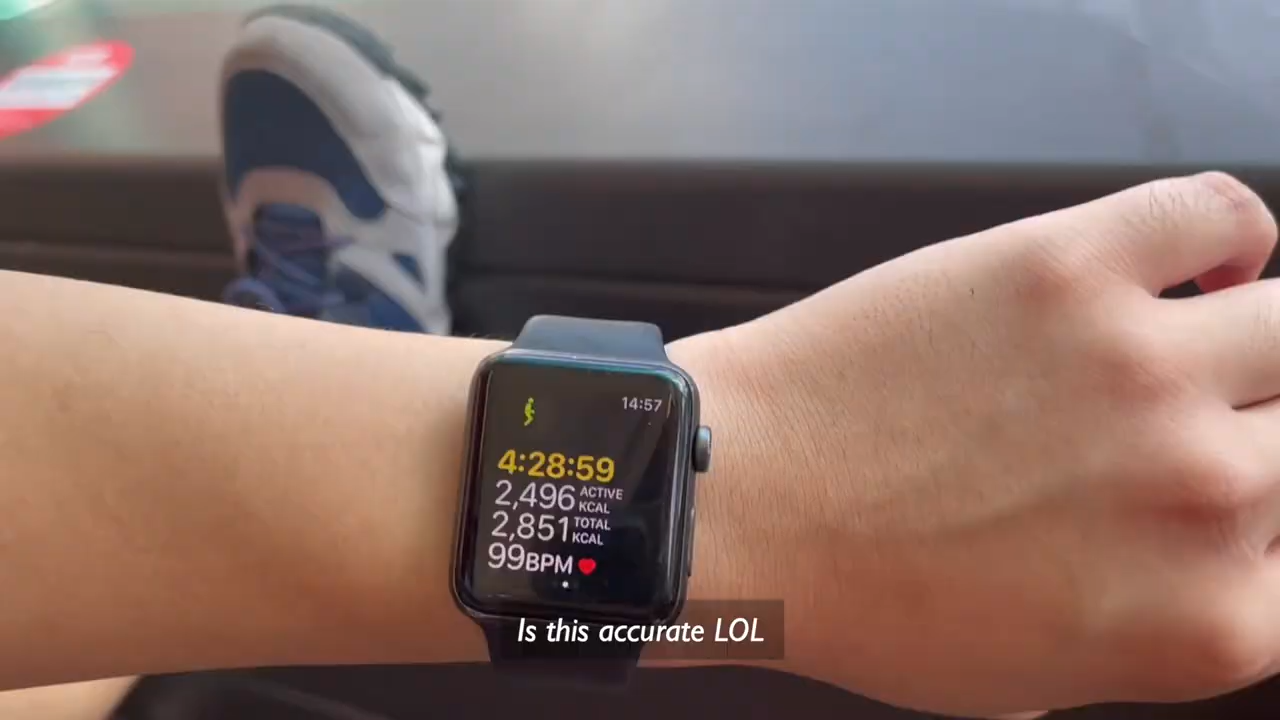 14:57
4:28:59
2,496 ACTIVE KCAL
2,851 TOTAL KCAL
99BPM
Is this accurate LOL